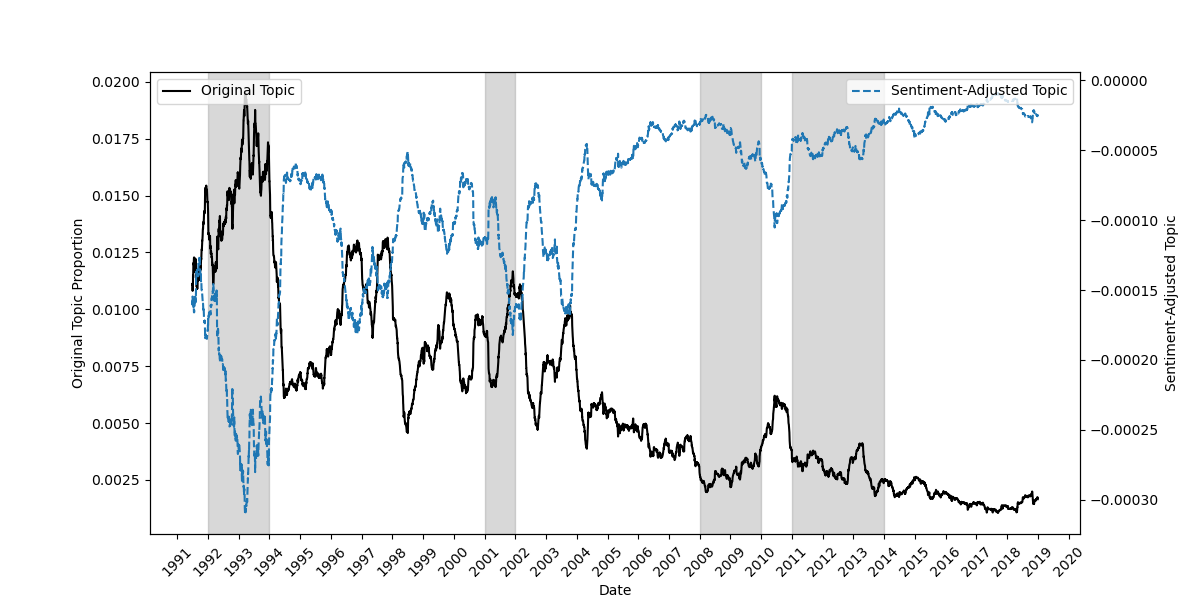 Original Topic
Sentiment-Adjusted Topic
0.0200
0.0175
0.0150
0.0125
0.0100
0.0075
0.0050
0.0025
Original Topic Proportion
0.00000
−0.00005
−0.00010
−0.00015
−0.00020
−0.00025
−0.00030
Sentiment-Adjusted Topic
1991 1992 1993 1994 1995 1996 1997 1998 1999 2000 2001 2002 2003 2004 2005 2006 2007 2008 2009 2010 2011 2012 2013 2014 2015 2016 2017 2018 2019 2020
Date